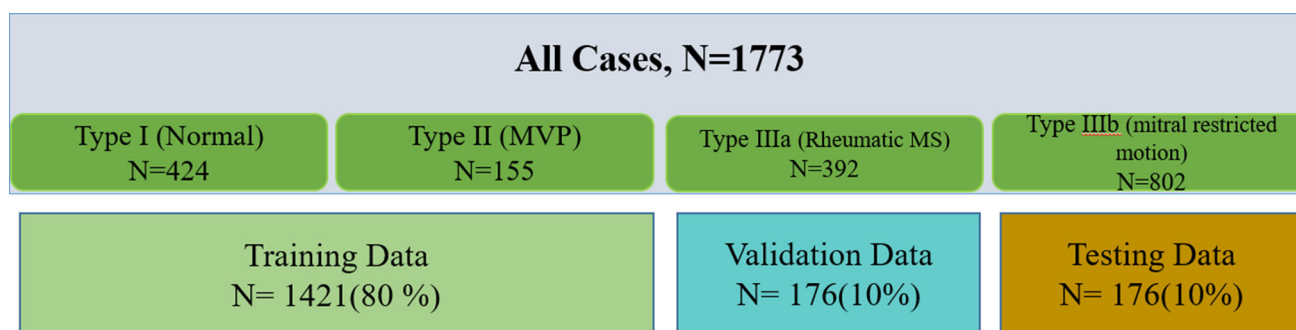 All Cases, N=1773
Type I (Normal)
N=424
Type II (MVP)
N=155
Type IIIa (Rheumatic MS)
N=392
Type IIIb (mitral restricted
motion)
N=802
Training Data
N= 1421(80 %)
Validation Data
N= 176(10%)
Testing Data
N= 176(10%)